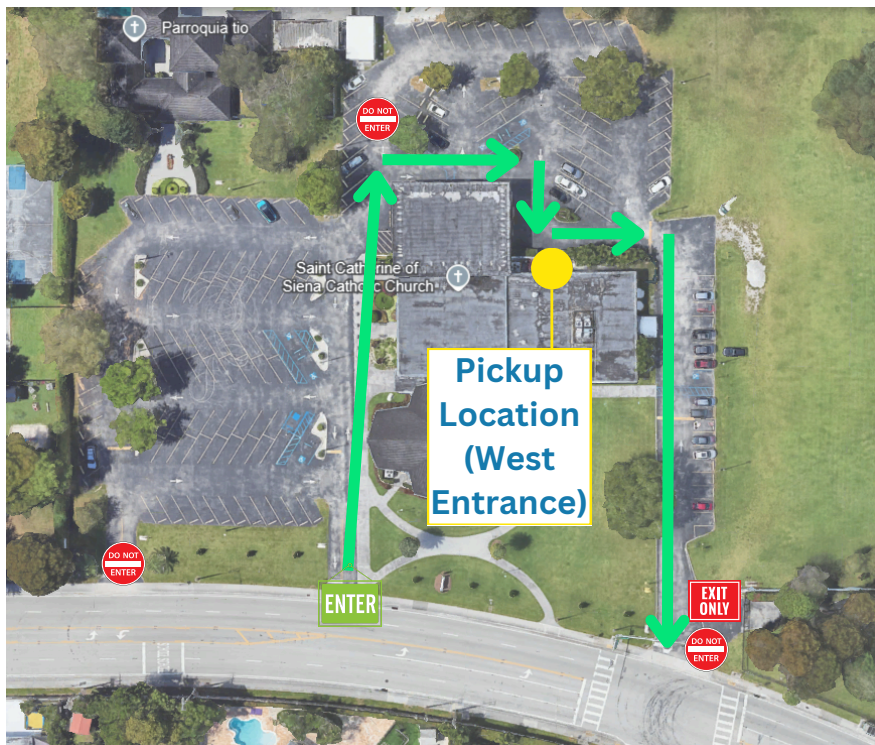 Parroquia tio
DO NOT
ENTER
Saint Catherine of
Siena Catholic Church
Pickup
Location
(West
Entrance)
DO NOT
ENTER
ENTER
EXIT
ONLY
DO NOT
ENTER